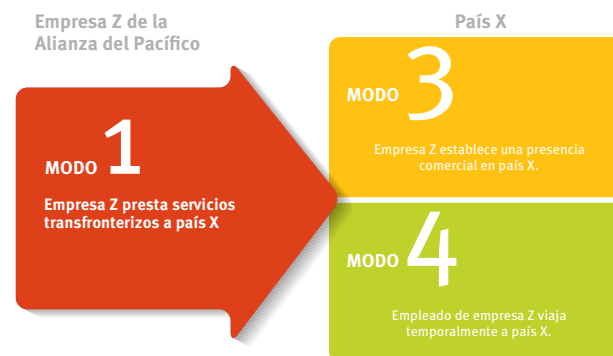 Empresa Z de la
Alianza del Pacífico
País X
MODO 1
Empresa Z presta servicios
transfronterizos a país X
MODO 3
Empresa Z establece una presencia
comercial en país X.
MODO 4
Empleado de empresa Z viaja
temporalmente a país X.